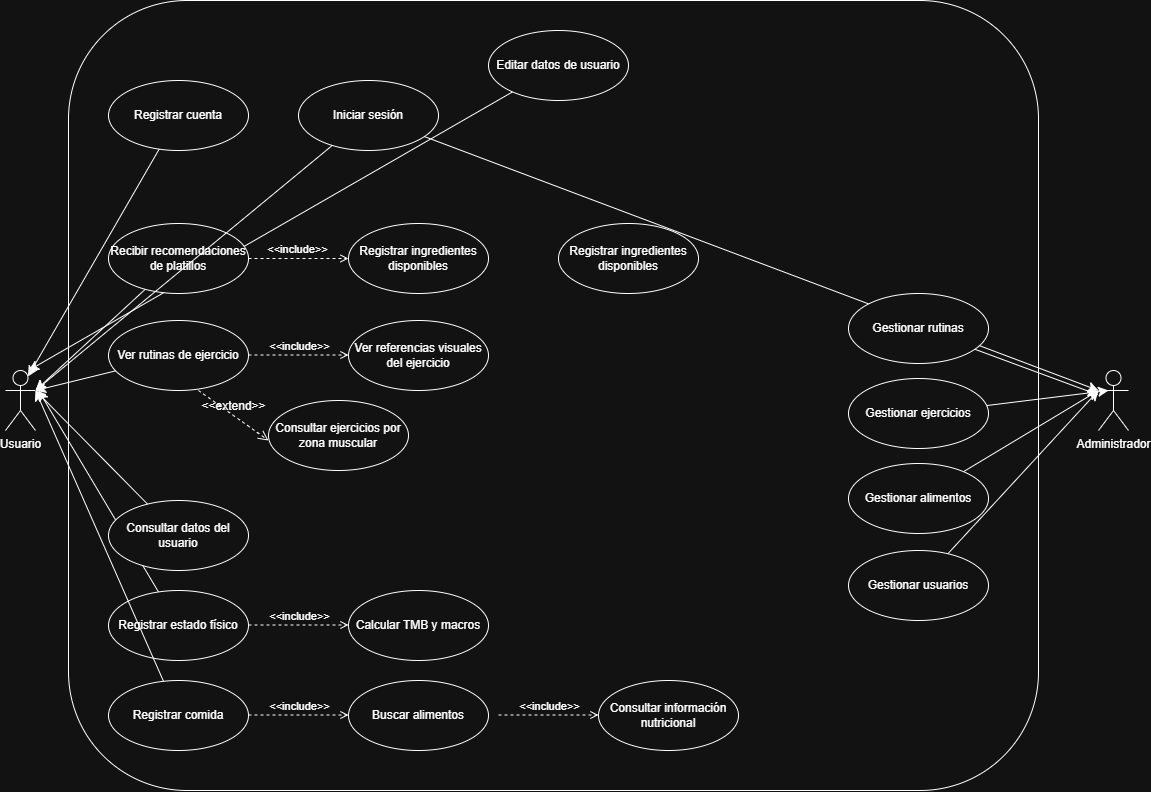 Editar datos de usuario
Registrar cuenta
Iniciar sesión
Recibir recomendaciones
de platillos
<<include>>
Registrar ingredientes
disponibles
Registrar ingredientes
disponibles
Gestionar rutinas
Ver rutinas de ejercicio
<<include>>
Ver referencias visuales
del ejercicio
<<extend>>
Consultar ejercicios por
zona muscular
Gestionar ejercicios
Usuario
Administrador
Gestionar alimentos
Consultar datos del
usuario
Gestionar usuarios
Registrar estado físico
<<include>>
Calcular TMB y macros
Registrar comida
<<include>>
Buscar alimentos
<<include>>
Consultar información
nutricional